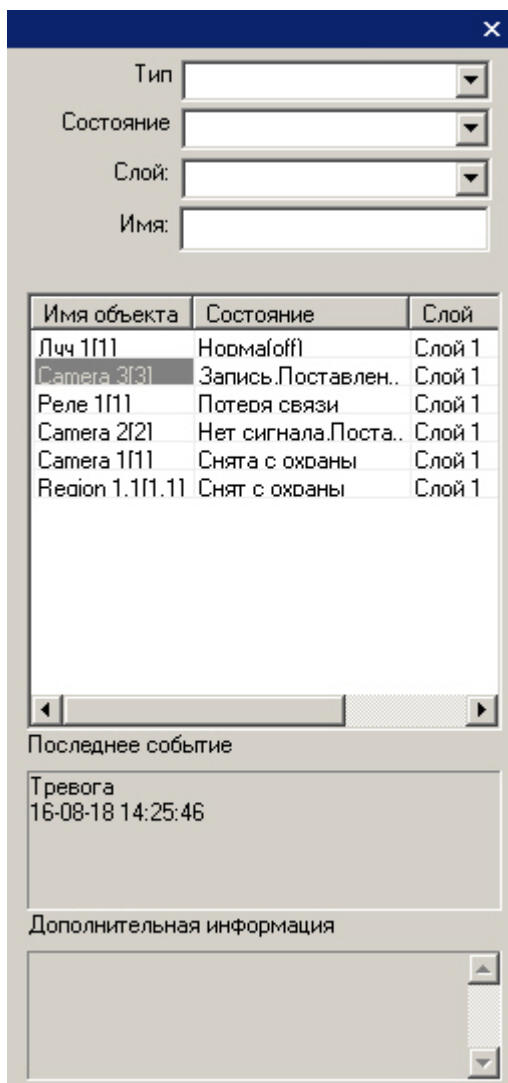 Тип
Состояние
Слой:
Имя:
Имя объекта Состояние Слой
Луч 1[1] Норма(off) Слой 1
Camera 3[3] Запись.Поставлен.. Слой 1
Реле 1[1] Потеря связи Слой 1
Camera 2[2] Нет сигнала.Поста.. Слой 1
Camera 1[1] Снята с охраны Слой 1
Region 1.1[1.1] Снят с охраны Слой 1
Последнее событие
Тревога
16-08-18 14:25:46
Дополнительная информация